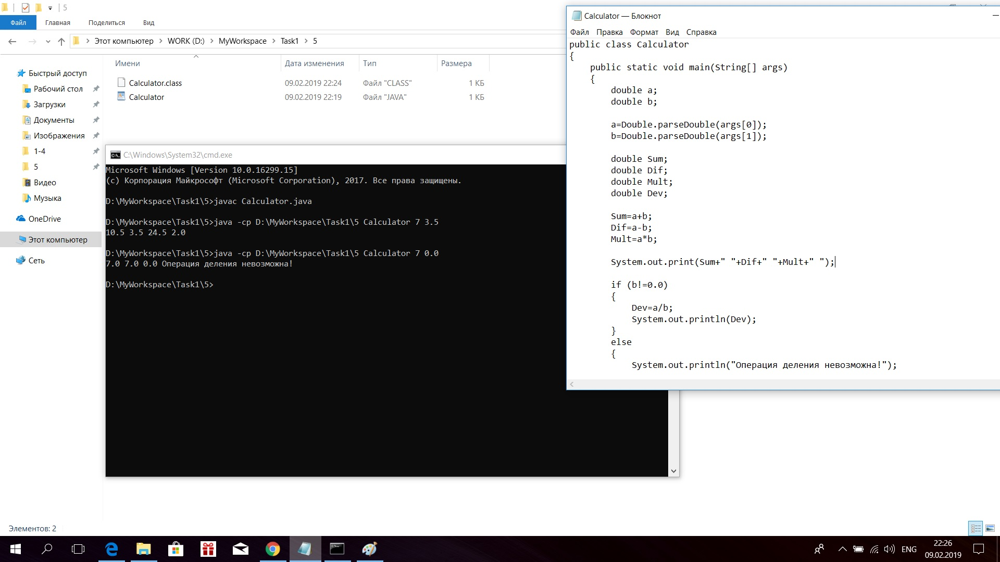 5
Файл Главная Поделиться Вид
Этот компьютер WORK (D:) MyWorkspace Task1 5
Имени Дата изменения Тип Размера
Calculator.class 09.02.2019 22:24 Файл "CLASS" 1 КБ
Calculator 09.02.2019 22:19 Файл "JAVA" 1 КБ
Быстрый доступ
Рабочий стол
Загрузки
Документы
Изображения
1-4
5
Видео
Музыка
OneDrive
Этот компьютер
Сеть
Элементов: 2
C:\Windows\System32\cmd.exe
Microsoft Windows [Version 10.0.16299.15]
(c) Корпорация Майкрософт (Microsoft Corporation), 2017. Все права защищены.
D:\MyWorkspace\Task1\5>javac Calculator.java
D:\MyWorkspace\Task1\5>java -cp D:\MyWorkspace\Task1\5 Calculator 7 3.5
10.5 3.5 24.5 2.0
D:\MyWorkspace\Task1\5>java -cp D:\MyWorkspace\Task1\5 Calculator 7 0.0
7.0 7.0 0.0 Операция деления невозможна!
D:\MyWorkspace\Task1\5>
Calculator — Блокнот
Файл Правка Формат Вид Справка
public class Calculator
{
    public static void main(String[] args)
    {
        double a;
        double b;
        a=Double.parseDouble(args[0]);
        b=Double.parseDouble(args[1]);
        double Sum;
        double Dif;
        double Mult;
        double Dev;
        Sum=a+b;
        Dif=a-b;
        Mult=a*b;
        System.out.print(Sum+" "+Dif+" "+Mult+" ");
        if (b!=0.0)
        {
            Dev=a/b;
            System.out.println(Dev);
        }
        else
        {
            System.out.println("Операция деления невозможна!");
ENG
22:26
09.02.2019